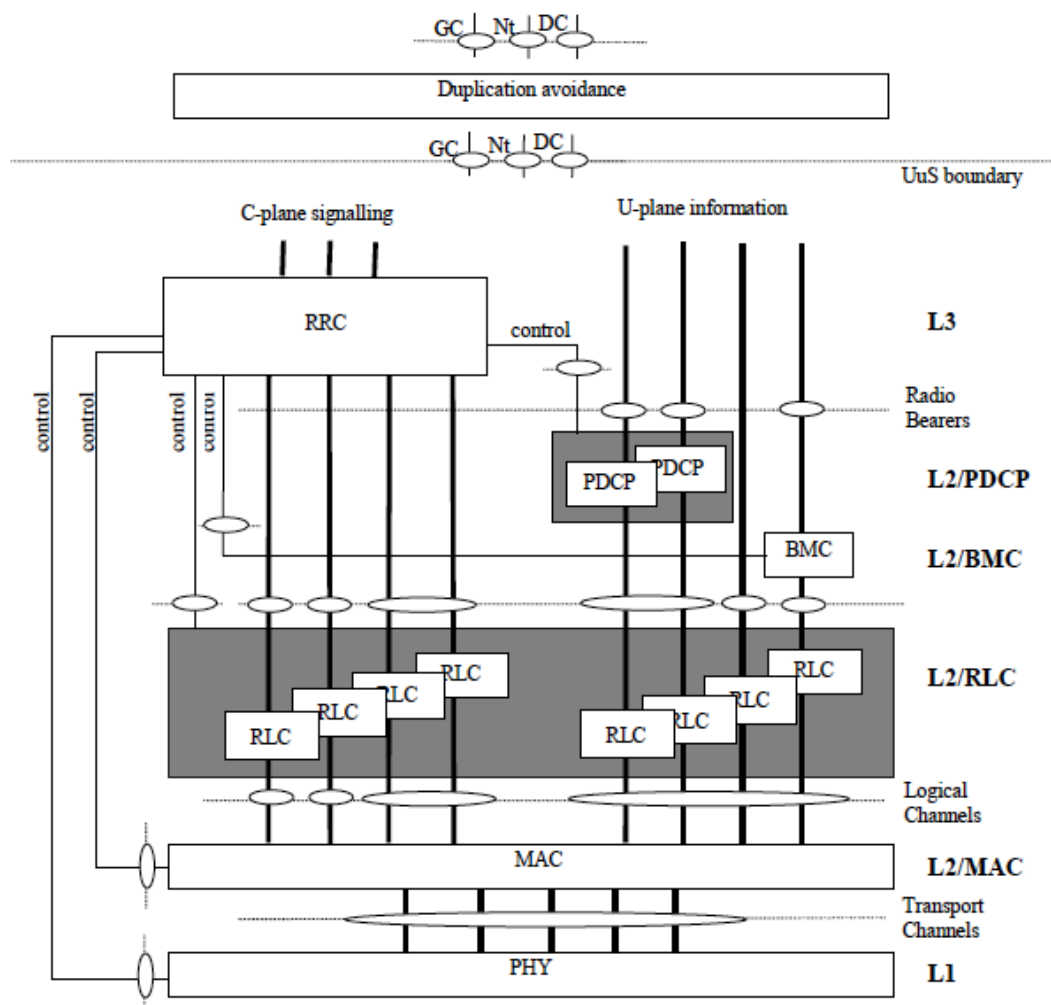 GC Nt DC
Duplication avoidance
GC Nt DC
UuS boundary
C-plane signalling
U-plane information
RRC
control
L3
control
control
control
control
Radio
Bearers
PDCP
PDCP
L2/PDCP
BMC
L2/BMC
RLC
RLC
RLC
RLC
RLC
RLC
RLC
RLC
L2/RLC
Logical
Channels
MAC
L2/MAC
Transport
Channels
PHY
L1